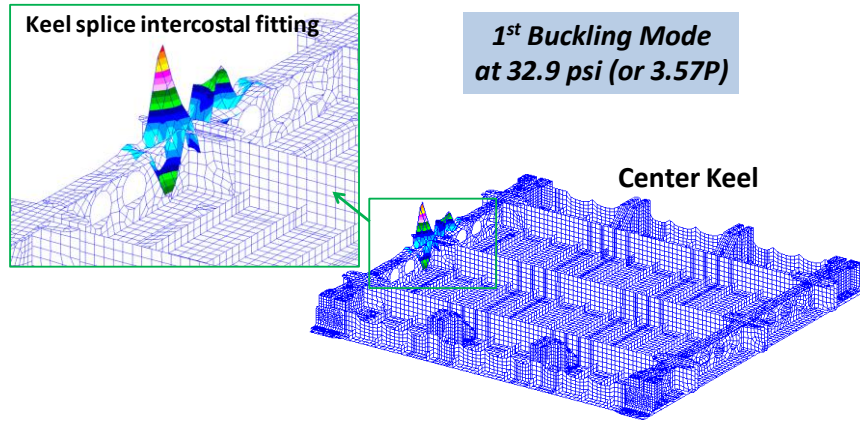 Keel splice intercostal fitting
1st Buckling Mode
at 32.9 psi (or 3.57P)
Center Keel